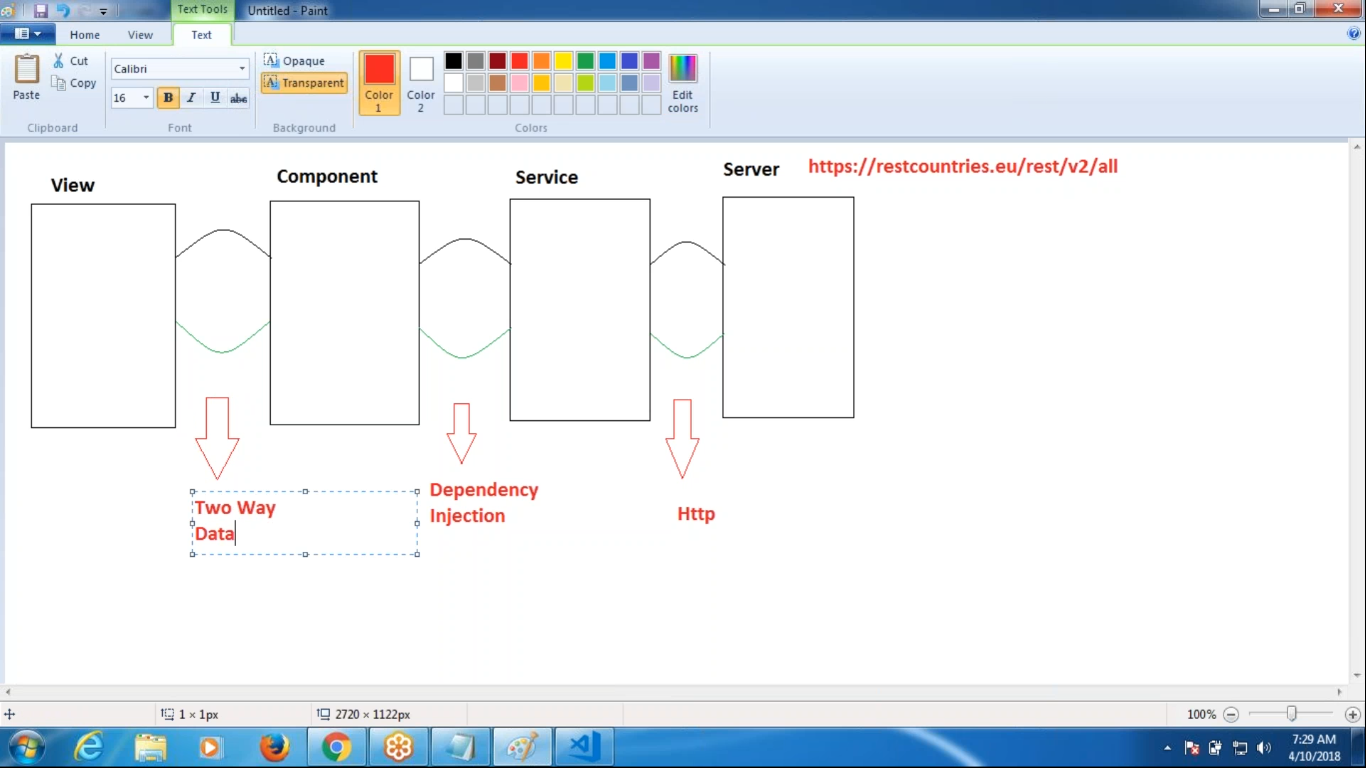 Text Tools
Untitled - Paint
Home
View
Text
Paste
Cut
Copy
Clipboard
Calibri
16
B I U abc
Font
Opaque
Transparent
Background
Color 1
Color 2
Edit colors
Colors
View
Component
Service
Server
https://restcountries.eu/rest/v2/all
Two Way
Data
Dependency
Injection
Http
1 × 1px
2720 × 1122px
100%
7:29 AM
4/10/2018